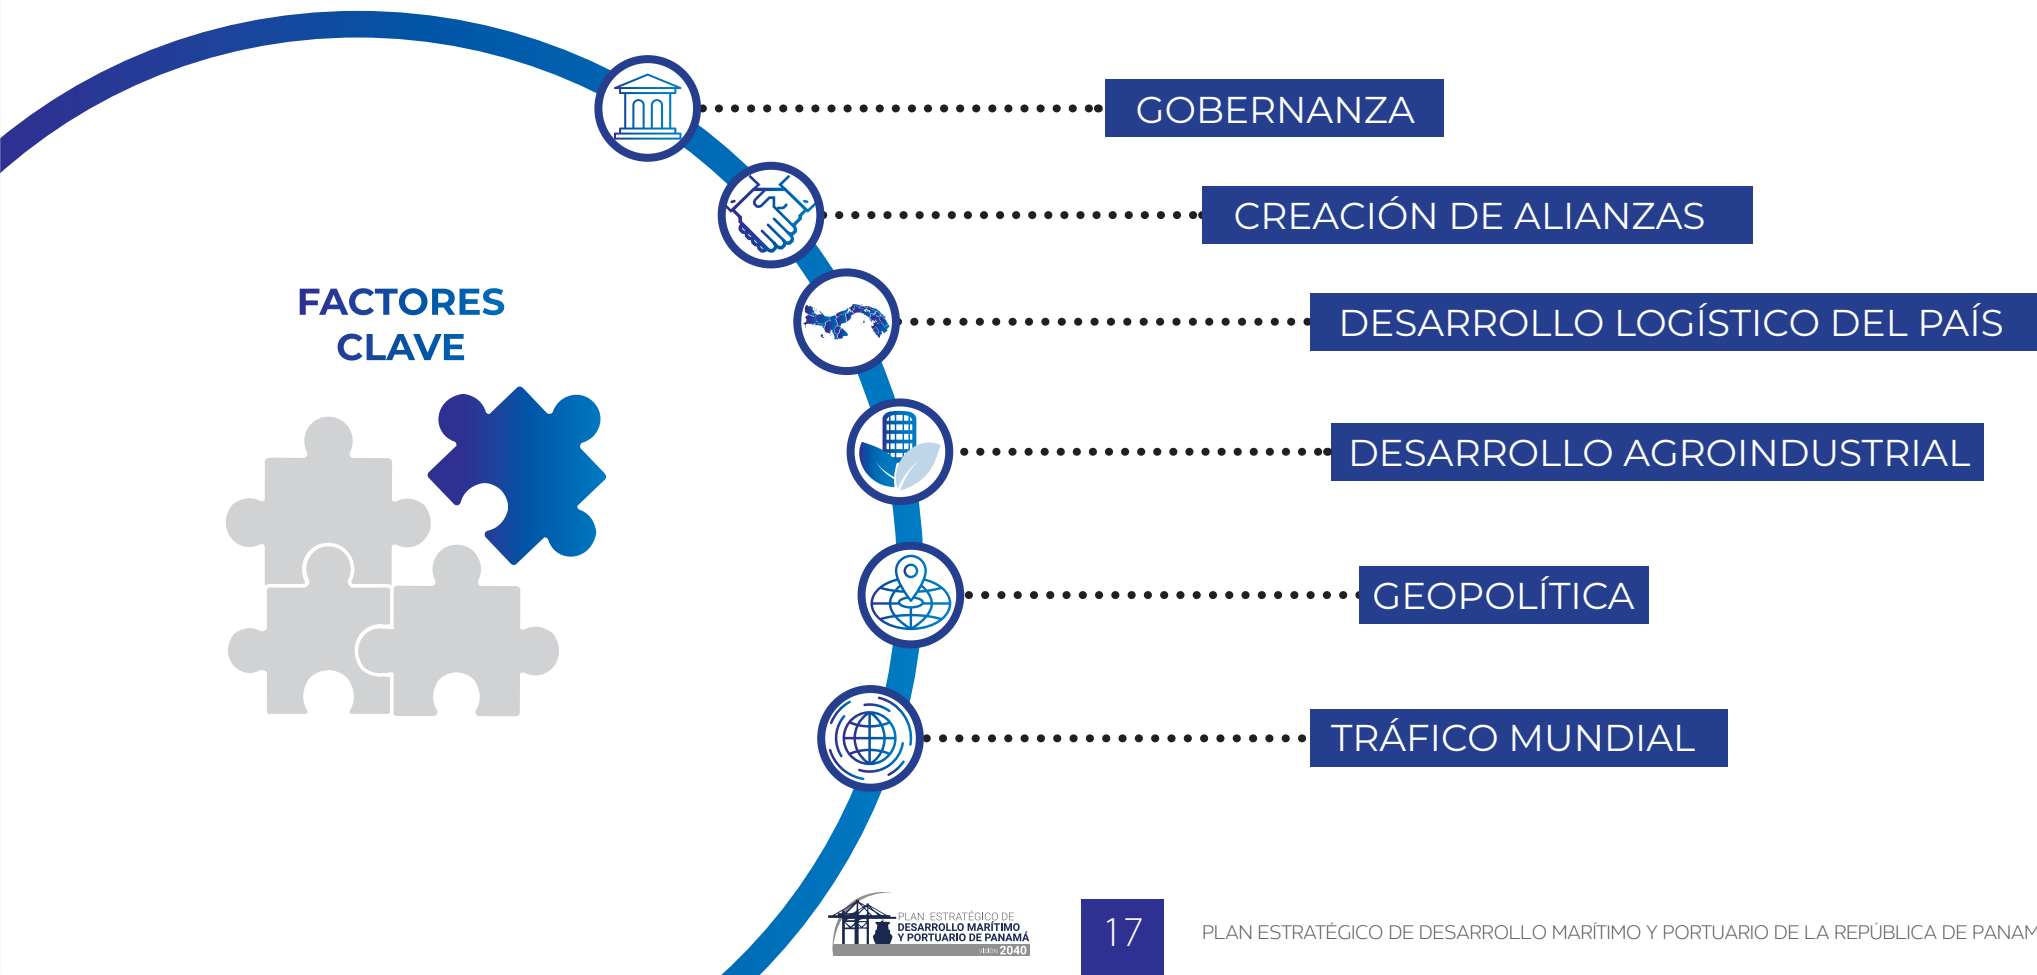 GOBERNANZA
CREACIÓN DE ALIANZAS
FACTORES
CLAVE
DESARROLLO LOGÍSTICO DEL PAÍS
DESARROLLO AGROINDUSTRIAL
GEOPOLÍTICA
TRÁFICO MUNDIAL
PLAN ESTRATÉGICO DE
DESARROLLO MARÍTIMO
Y PORTUARIO DE PANAMÁ
VISIÓN 2040
17
PLAN ESTRATÉGICO DE DESARROLLO MARÍTIMO Y PORTUARIO DE LA REPÚBLICA DE PANAM